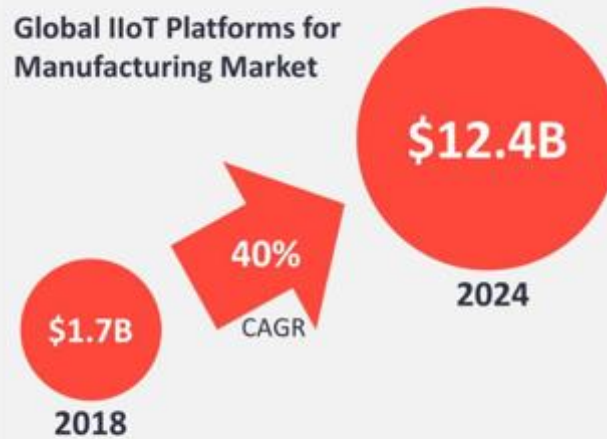 Global IIoT Platforms for
Manufacturing Market
$12.4B
2024
40%
CAGR
$1.7B
2018